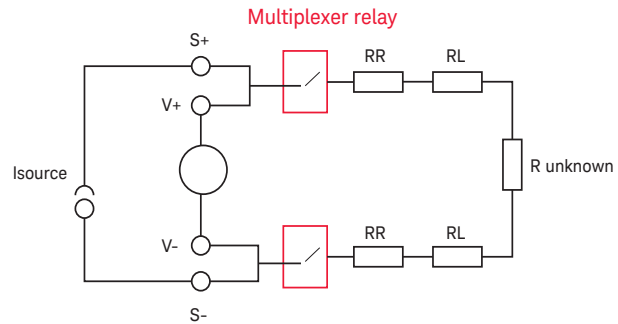 Multiplexer relay
S+
RR
RL
V+
Isource
R unknown
V-
RR
RL
S-